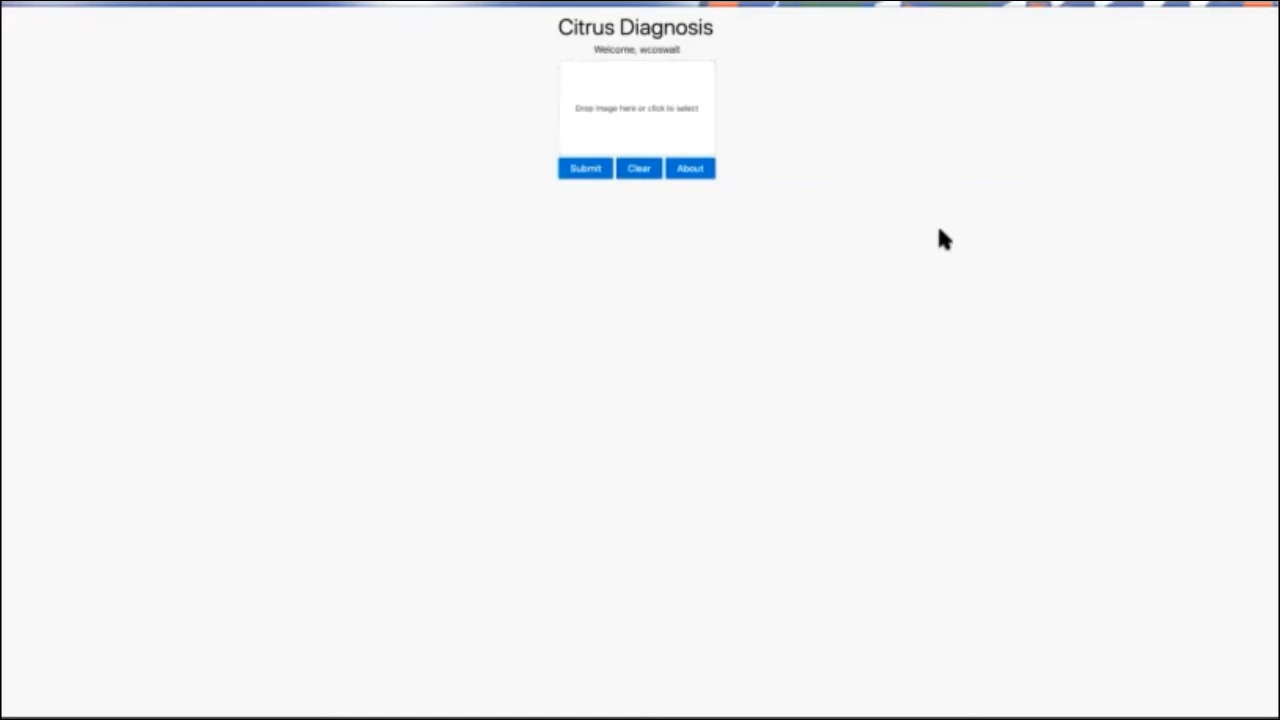 Citrus Diagnosis
Welcome, wcoswalt
Drop image here or click to select
Submit Clear About